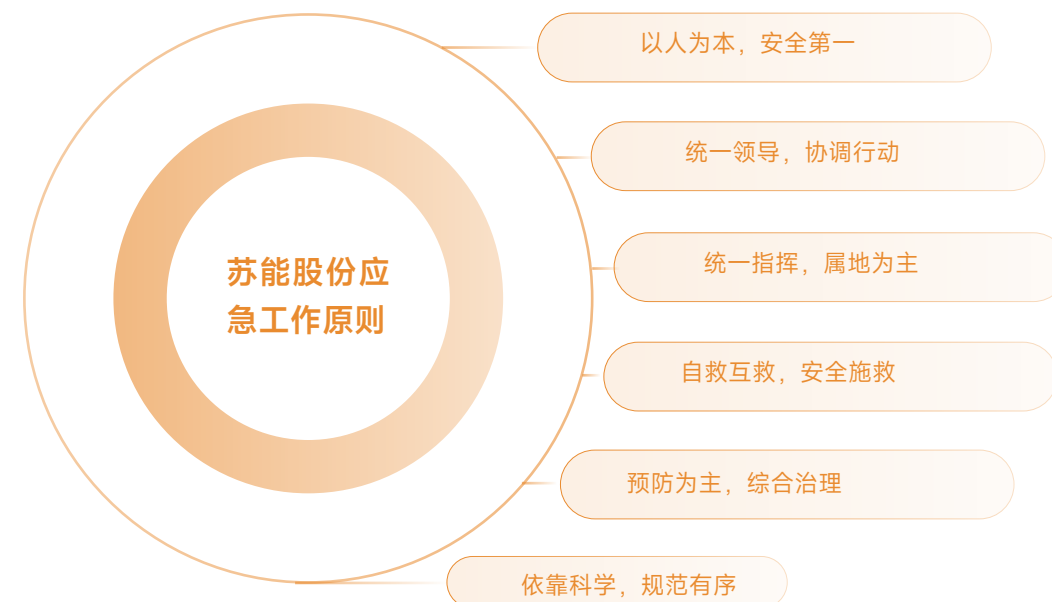 苏能股份应
急工作原则
以人为本，安全第一
统一领导，协调行动
统一指挥，属地为主
自救互救，安全施救
预防为主，综合治理
依靠科学，规范有序